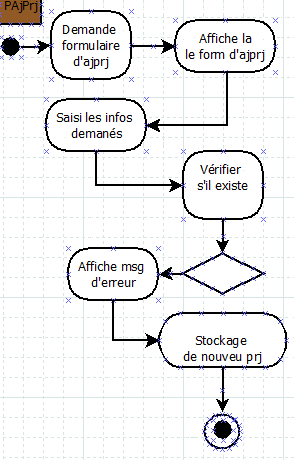 PAjPrj
Demande
formulaire
d'ajprj
Affiche la
le form d'ajprj
Saisi les infos
demanés
Vérifier
s'il existe
Affiche msg
d'erreur
Stockage
de nouveu prj